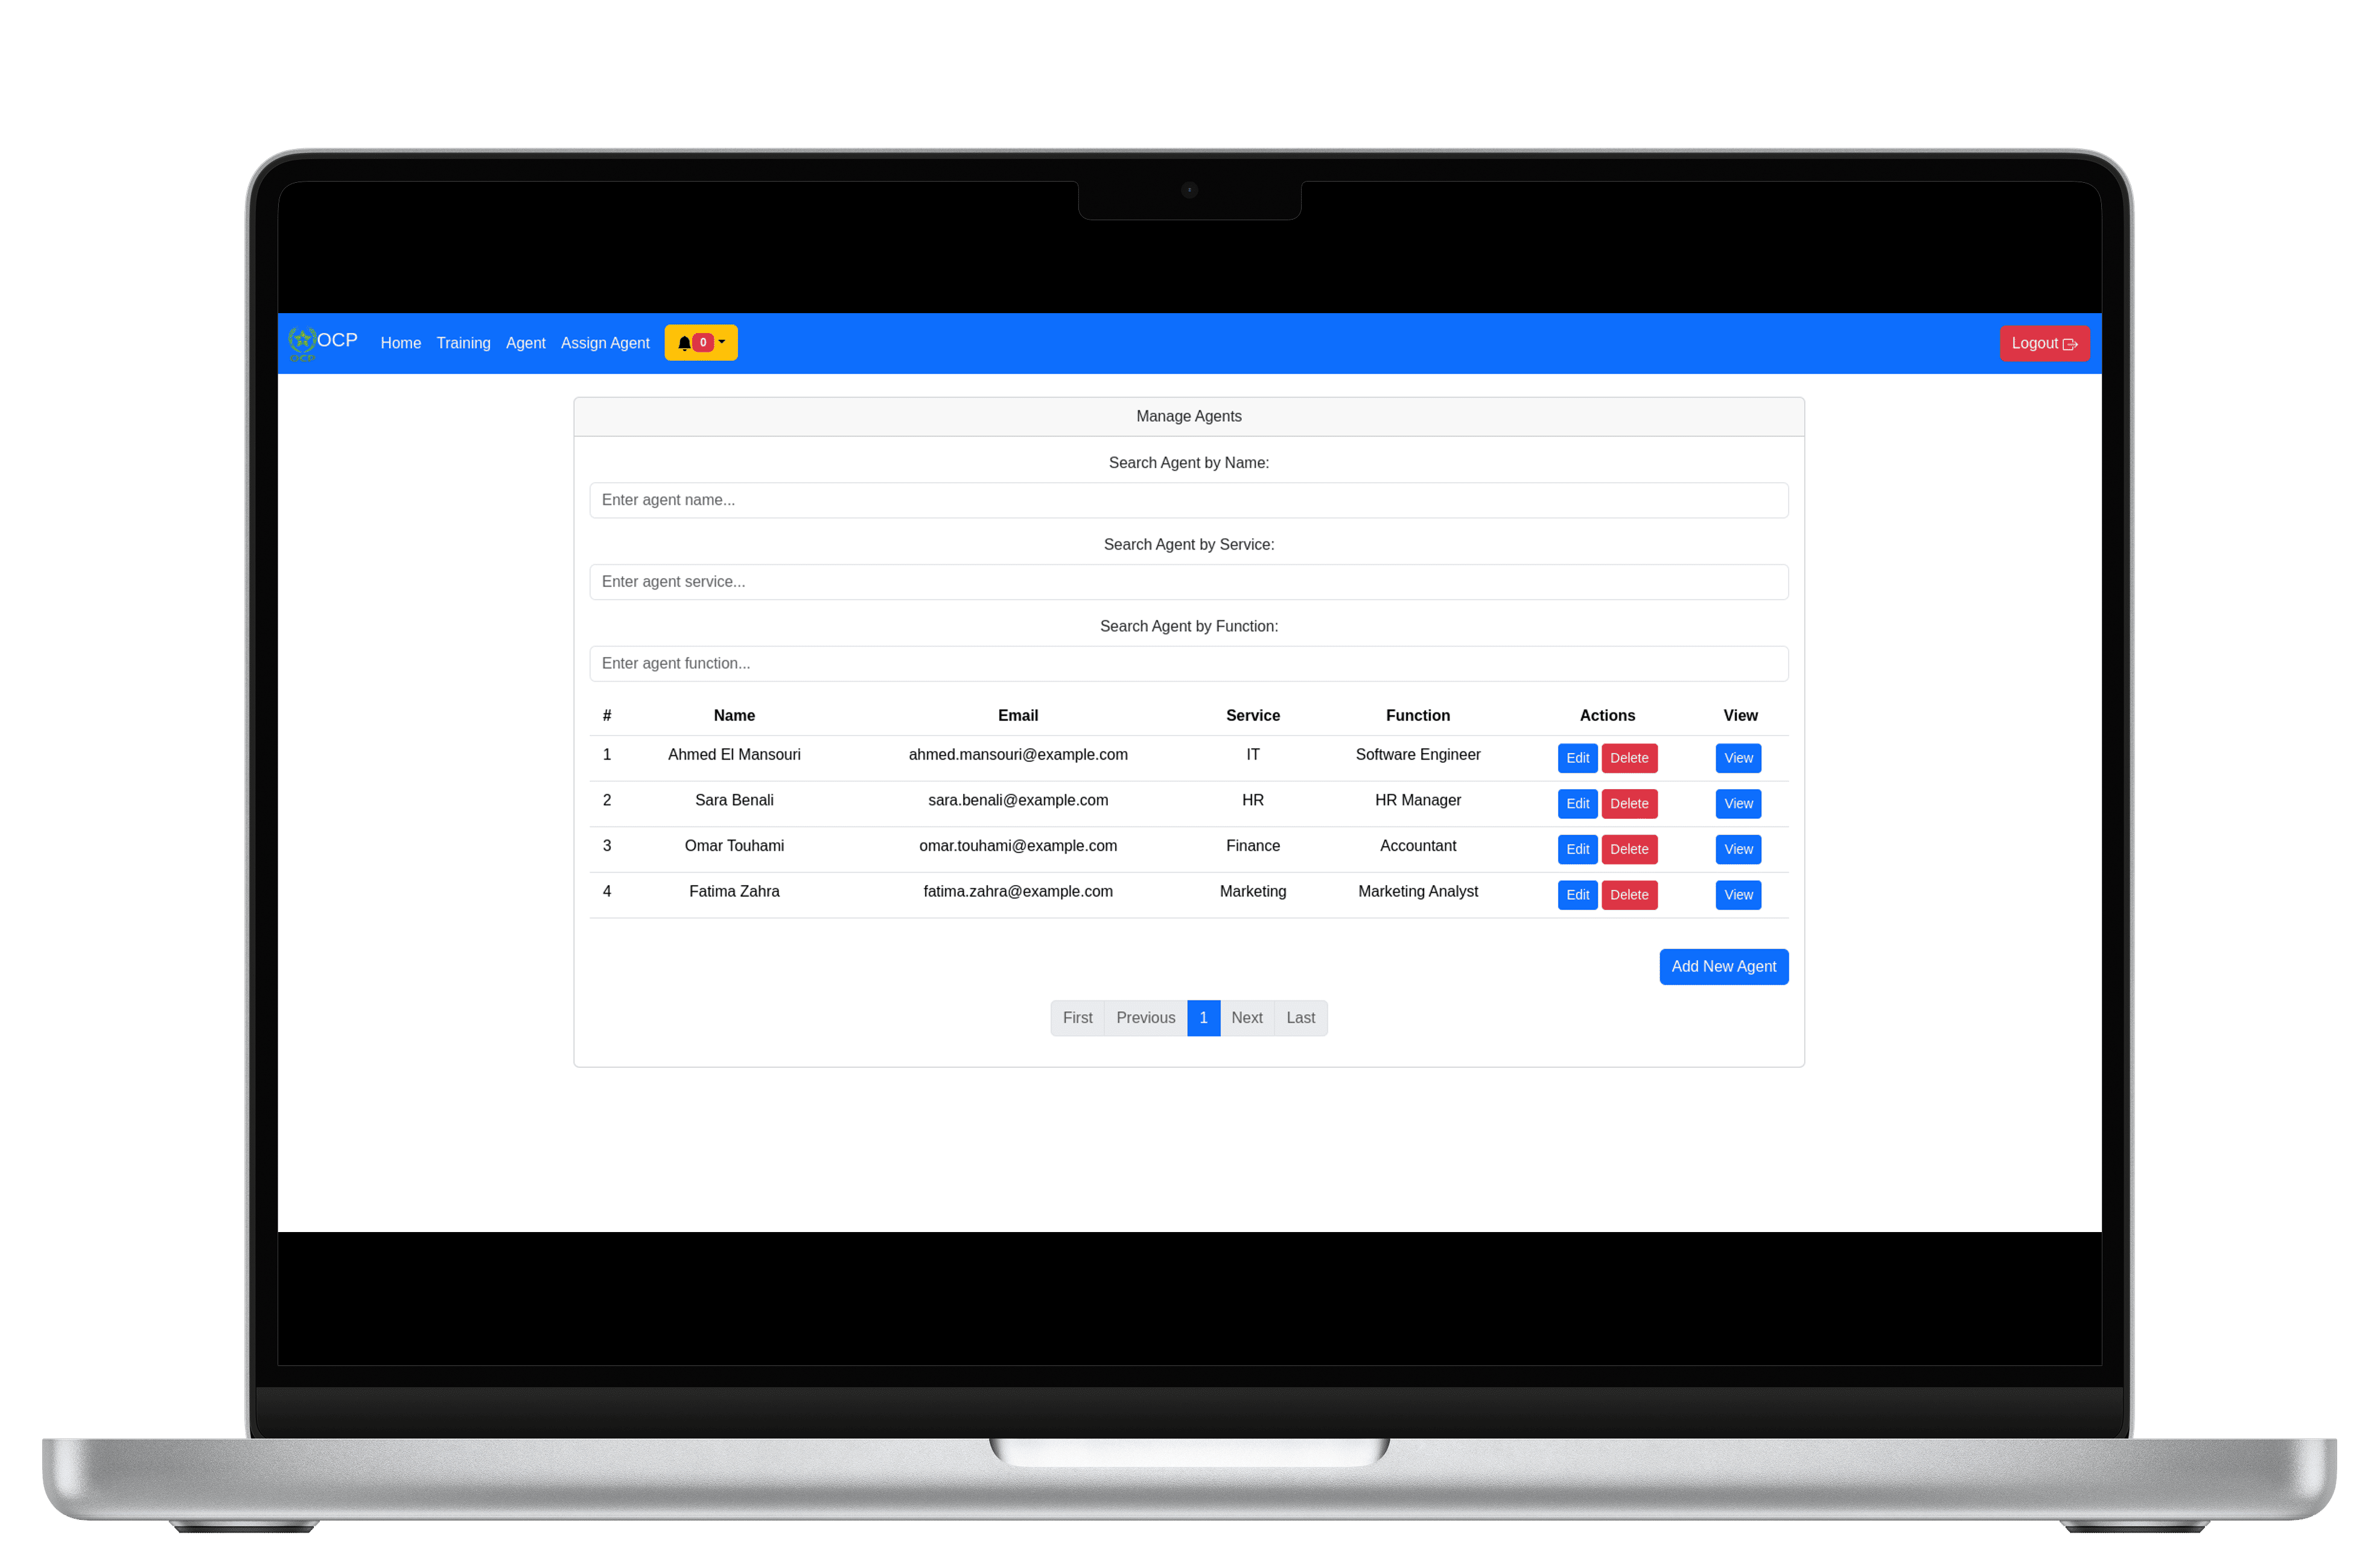 OCP Home Training Agent Assign Agent 0 Logout
OCP
Manage Agents
Search Agent by Name:
Enter agent name...
Search Agent by Service:
Enter agent service...
Search Agent by Function:
Enter agent function...
# Name Email Service Function Actions View
1 Ahmed El Mansouri ahmed.mansouri@example.com IT Software Engineer Edit Delete View
2 Sara Benali sara.benali@example.com HR HR Manager Edit Delete View
3 Omar Touhami omar.touhami@example.com Finance Accountant Edit Delete View
4 Fatima Zahra fatima.zahra@example.com Marketing Marketing Analyst Edit Delete View
Add New Agent
First Previous 1 Next Last